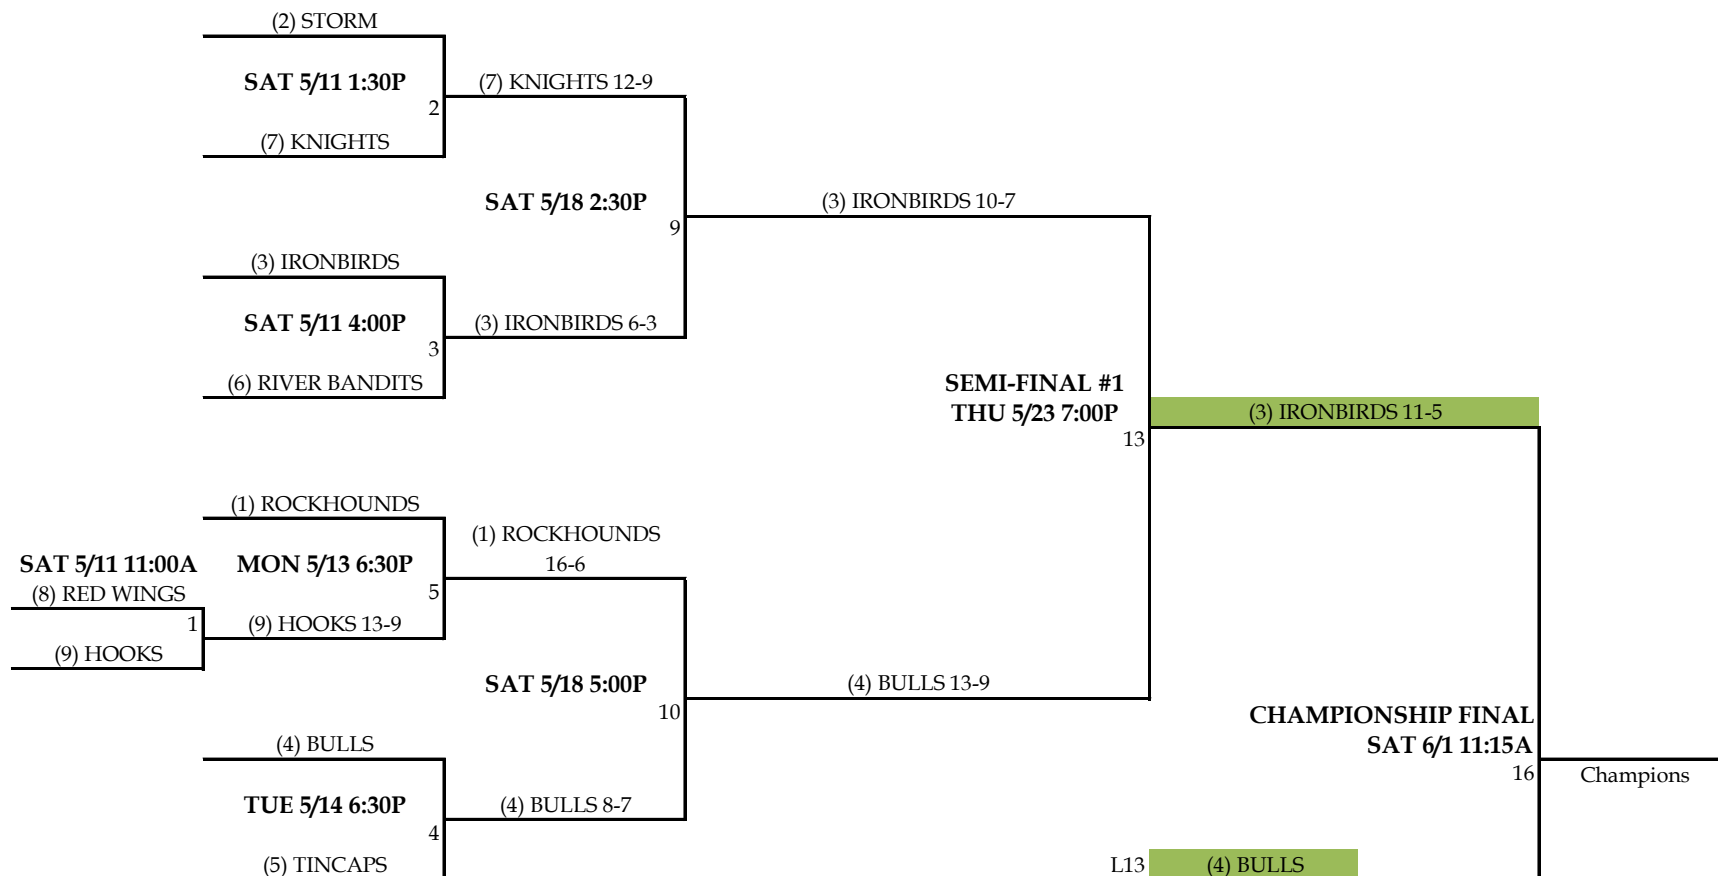 (2) STORM
SAT 5/11 1:30P
(7) KNIGHTS 12-9
2
(7) KNIGHTS
SAT 5/18 2:30P
(3) IRONBIRDS 10-7
9
(3) IRONBIRDS
SAT 5/11 4:00P
(3) IRONBIRDS 6-3
3
(6) RIVER BANDITS
SEMI-FINAL #1
THU 5/23 7:00P
(3) IRONBIRDS 11-5
13
(1) ROCKHOUNDS
(1) ROCKHOUNDS
16-6
SAT 5/11 11:00A
MON 5/13 6:30P
(8) RED WINGS
5
1
(9) HOOKS 13-9
(9) HOOKS
SAT 5/18 5:00P
(4) BULLS 13-9
10
CHAMPIONSHIP FINAL
SAT 6/1 11:15A
16
Champions
(4) BULLS
TUE 5/14 6:30P
(4) BULLS 8-7
4
(5) TINCAPS
L13
(4) BULLS